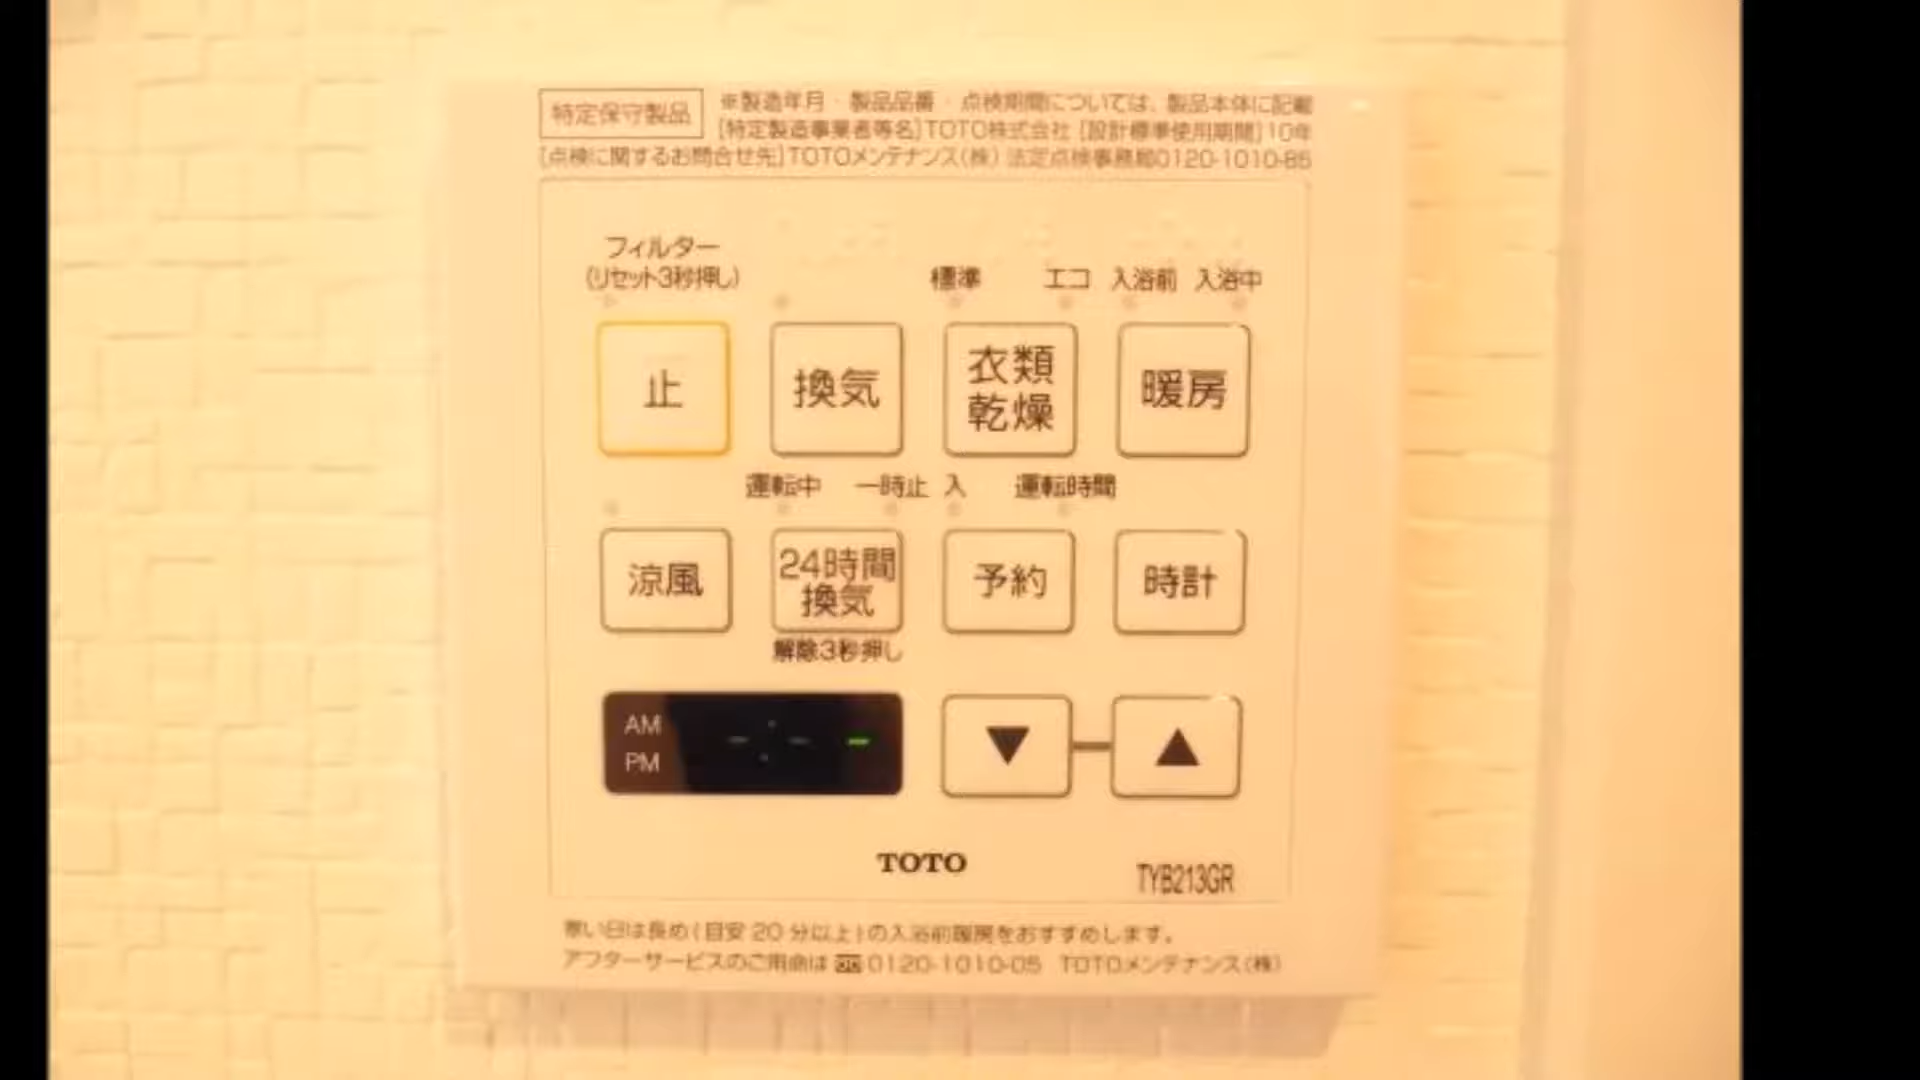 特定保守製品
※製造年月・製品品番・点検期間については、製品本体に記載
[特定製造事業者等名]TOTO株式会社 [設計標準使用期間]10年
[点検に関するお問合せ先]TOTOメンテナンス(株) 法定点検事務局0120-1010-85
フィルター
(リセット3秒押し)
標準 エコ 入浴前 入浴中
止 換気 衣類 暖房
乾燥
運転中 一時止 入 運転時間
涼風 24時間 予約 時計
換気
解除3秒押し
AM
PM
- : - -
▼ ▲
TOTO
TYB213GR
寒い日は長め(目安 20 分以上)の入浴前暖房をおすすめします。
アフターサービスのご用命は 0120-1010-05 TOTOメンテナンス(株)